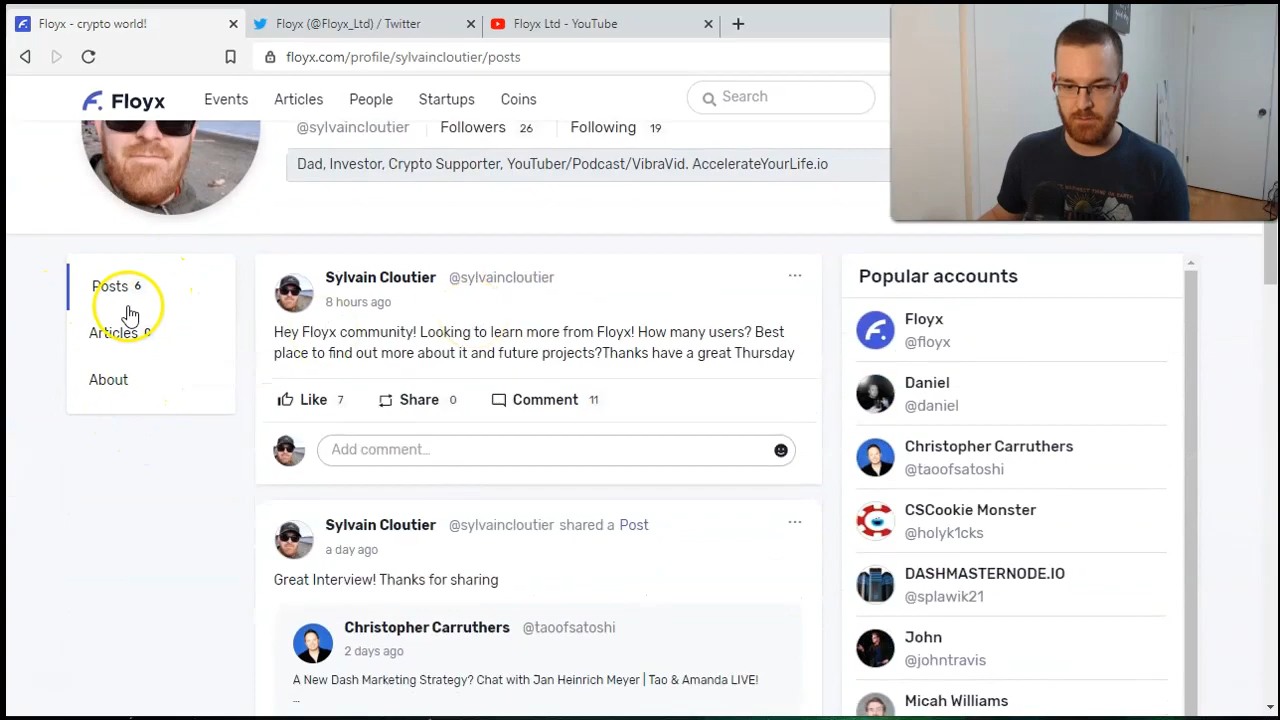 Floyx - crypto world!
Floyx (@Floyx_Ltd) / Twitter
Floyx Ltd - YouTube
floyx.com/profile/sylvaincloutier/posts
Floyx
Events
Articles
People
Startups
Coins
Search
@sylvaincloutier
Followers 26
Following 19
Dad, Investor, Crypto Supporter, YouTuber/Podcast/VibraVid. AccelerateYourLife.io
Posts 6
Articles 0
About
Sylvain Cloutier @sylvaincloutier
8 hours ago
Hey Floyx community! Looking to learn more from Floyx! How many users? Best
place to find out more about it and future projects?Thanks have a great Thursday
Like 7
Share 0
Comment 11
Add comment...
Sylvain Cloutier @sylvaincloutier shared a Post
a day ago
Great Interview! Thanks for sharing
Christopher Carruthers @taoofsatoshi
2 days ago
A New Dash Marketing Strategy? Chat with Jan Heinrich Meyer | Tao & Amanda LIVE!
...
Popular accounts
Floyx
@floyx
Daniel
@daniel
Christopher Carruthers
@taoofsatoshi
CSCookie Monster
@holyk1cks
DASHMASTERNODE.IO
@splawik21
John
@johntravis
Micah Williams